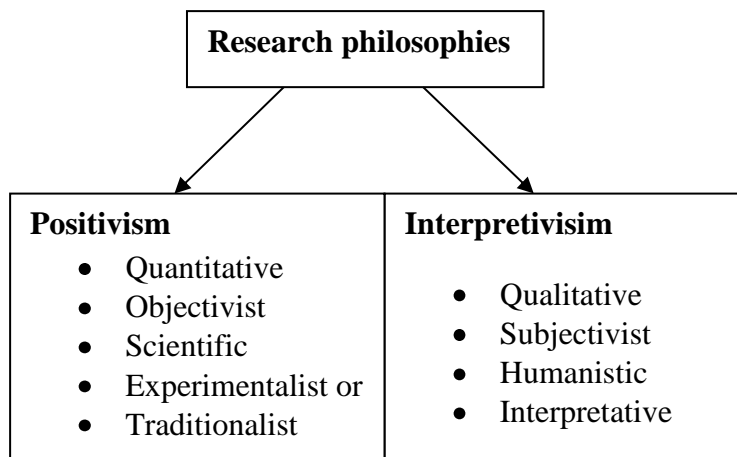 Research philosophies
Positivism
• Quantitative
• Objectivist
• Scientific
• Experimentalist or
• Traditionalist
Interpretivisim
• Qualitative
• Subjectivist
• Humanistic
• Interpretative